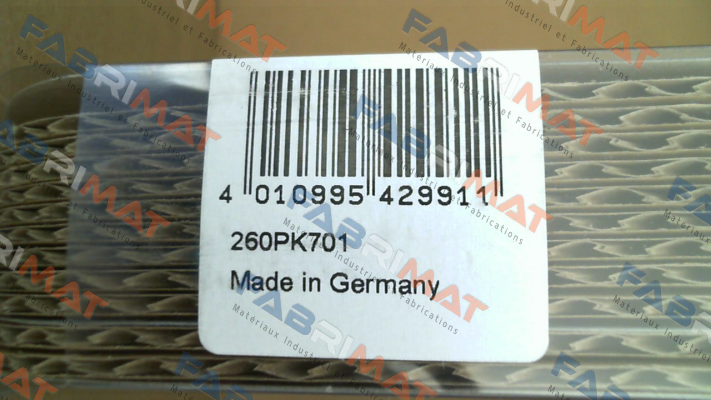 FABRIMAT
Matériaux Industriel et Fabrications
4 010995 429911
260PK701
Made in Germany